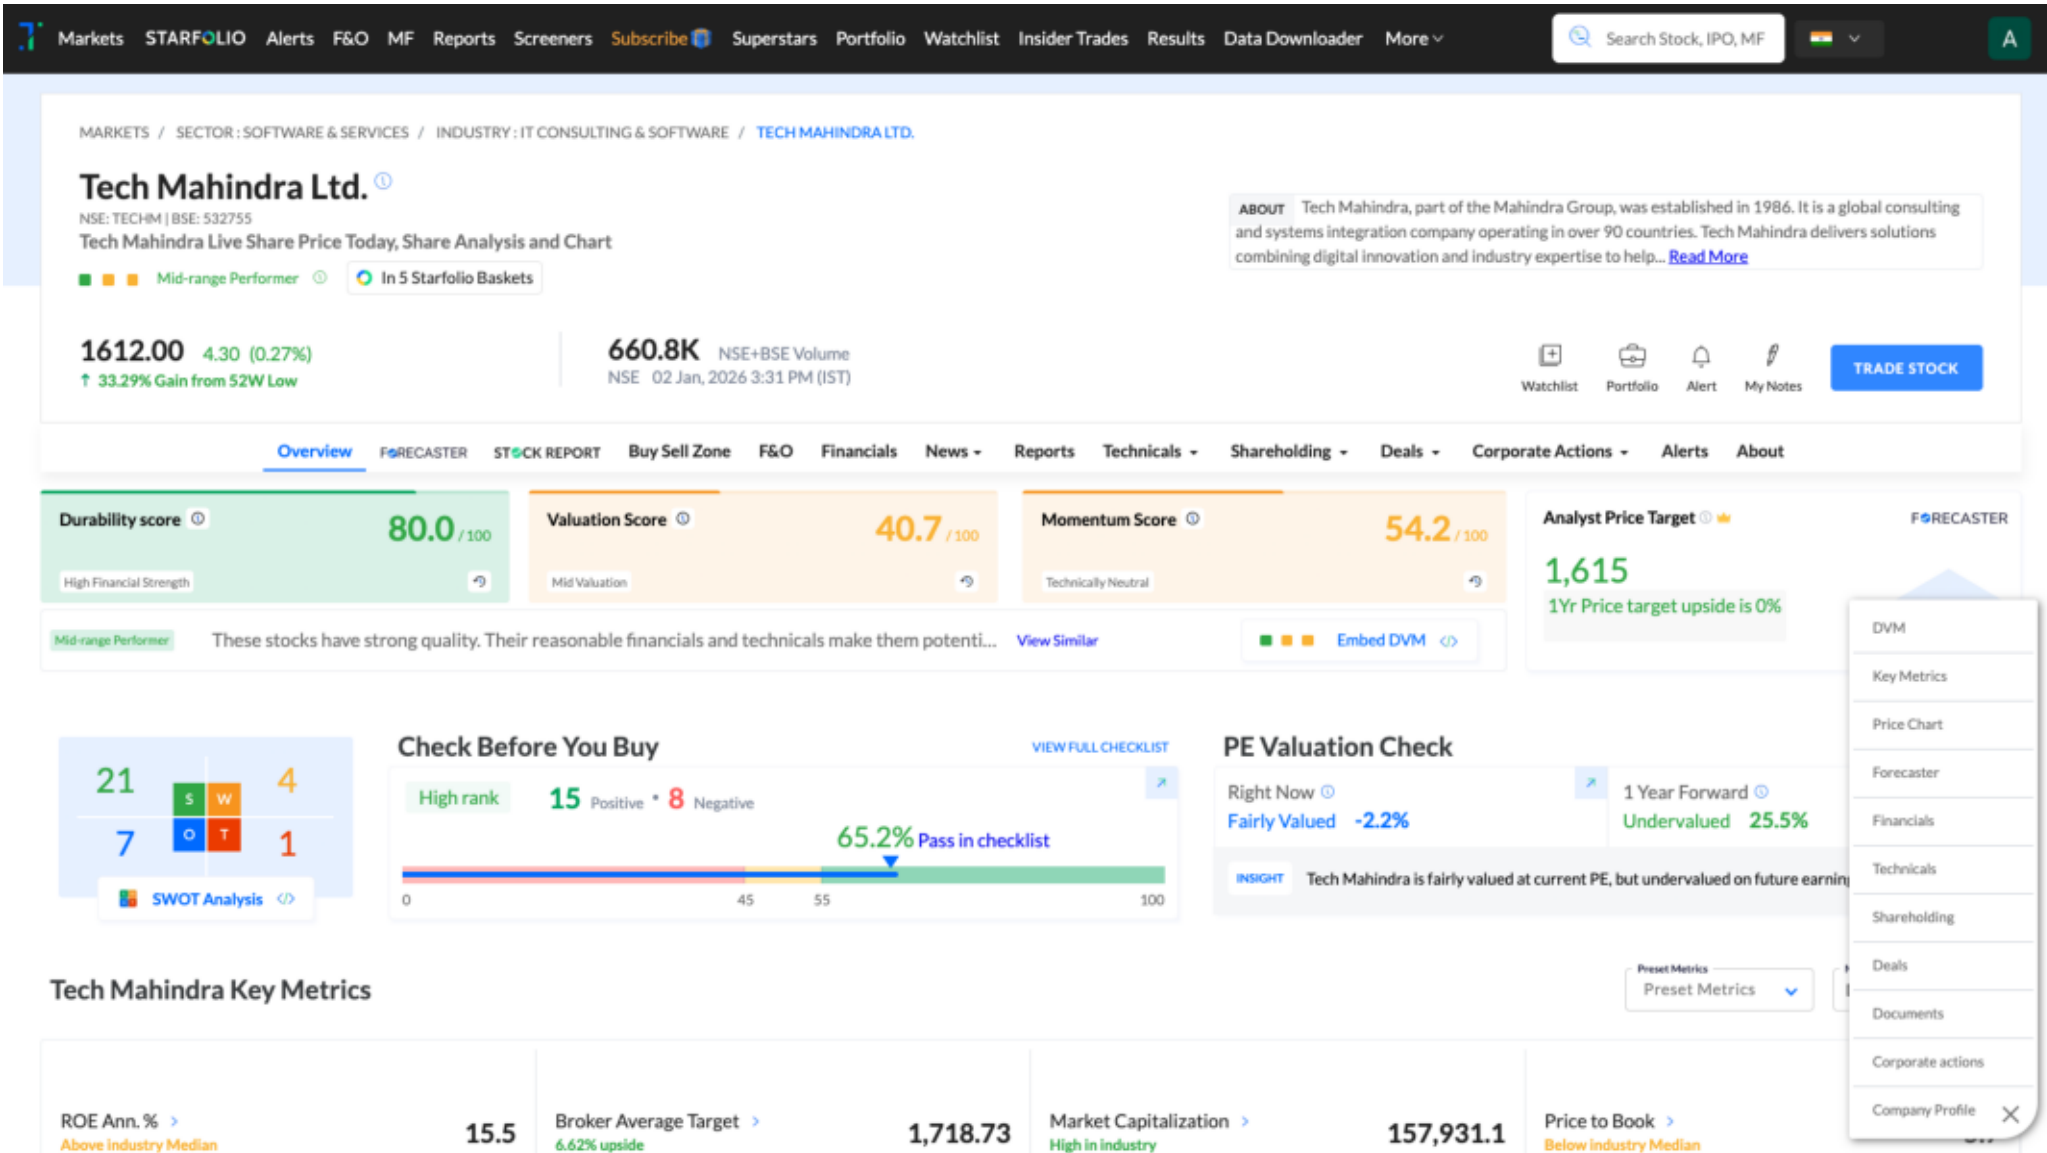 Markets STARFOLIO Alerts F&O MF Reports Screeners Subscribe Superstars Portfolio Watchlist Insider Trades Results Data Downloader More Search Stock, IPO, MF A
MARKETS / SECTOR : SOFTWARE & SERVICES / INDUSTRY : IT CONSULTING & SOFTWARE / TECH MAHINDRA LTD.
Tech Mahindra Ltd.
NSE: TECHM | BSE: 532755
Tech Mahindra Live Share Price Today, Share Analysis and Chart
Mid-range Performer In 5 Starfolio Baskets
ABOUT Tech Mahindra, part of the Mahindra Group, was established in 1986. It is a global consulting
and systems integration company operating in over 90 countries. Tech Mahindra delivers solutions
combining digital innovation and industry expertise to help... Read More
1612.00 4.30 (0.27%)
↑ 33.29% Gain from 52W Low
660.8K NSE+BSE Volume
NSE 02 Jan, 2026 3:31 PM (IST)
Watchlist Portfolio Alert My Notes TRADE STOCK
Overview FORECASTER STOCK REPORT Buy Sell Zone F&O Financials News Reports Technicals Shareholding Deals Corporate Actions Alerts About
Durability score 80.0 / 100
High Financial Strength
Valuation Score 40.7 / 100
Mid Valuation
Momentum Score 54.2 / 100
Technically Neutral
Analyst Price Target FORECASTER
1,615
1Yr Price target upside is 0%
Mid-range Performer These stocks have strong quality. Their reasonable financials and technicals make them potenti... View Similar Embed DVM </>
21 4
S W
O T
7 1
SWOT Analysis </>
Check Before You Buy VIEW FULL CHECKLIST
High rank 15 Positive * 8 Negative
65.2% Pass in checklist
0 45 55 100
PE Valuation Check
Right Now
Fairly Valued -2.2%
1 Year Forward
Undervalued 25.5%
INSIGHT Tech Mahindra is fairly valued at current PE, but undervalued on future earning
Tech Mahindra Key Metrics
Preset Metrics
Preset Metrics
ROE Ann. % > 15.5
Above industry Median
Broker Average Target > 1,718.73
6.62% upside
Market Capitalization > 157,931.1
High in industry
Price to Book >
Below industry Median
DVM
Key Metrics
Price Chart
Forecaster
Financials
Technicals
Shareholding
Deals
Documents
Corporate actions
Company Profile